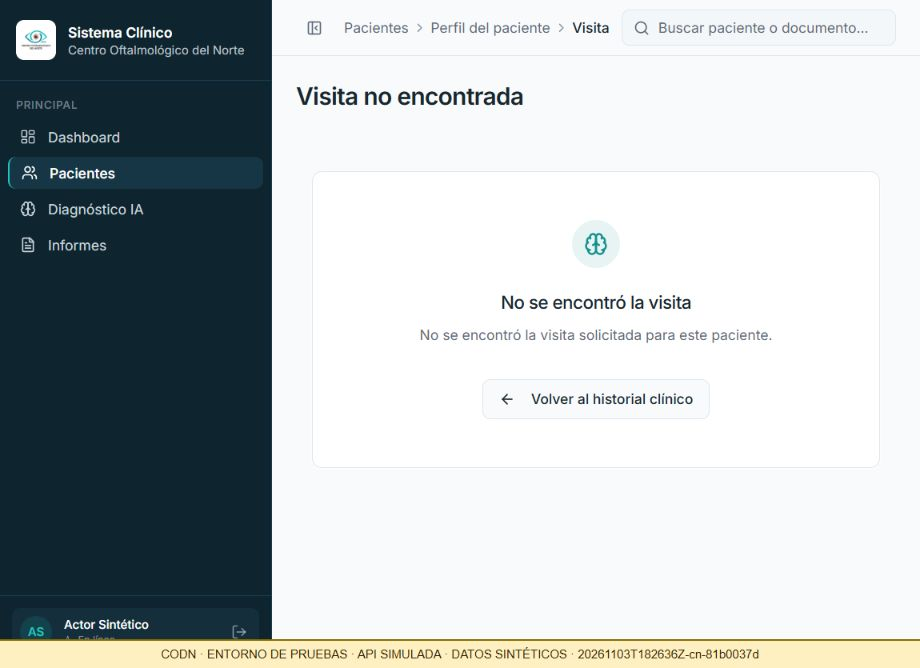 Sistema Clínico
Centro Oftalmológico del Norte
PRINCIPAL
Dashboard
Pacientes
Diagnóstico IA
Informes
AS
Actor Sintético
Pacientes > Perfil del paciente > Visita
Buscar paciente o documento...
Visita no encontrada
No se encontró la visita
No se encontró la visita solicitada para este paciente.
← Volver al historial clínico
CODN · ENTORNO DE PRUEBAS · API SIMULADA · DATOS SINTÉTICOS · 20261103T182636Z-cn-81b0037d